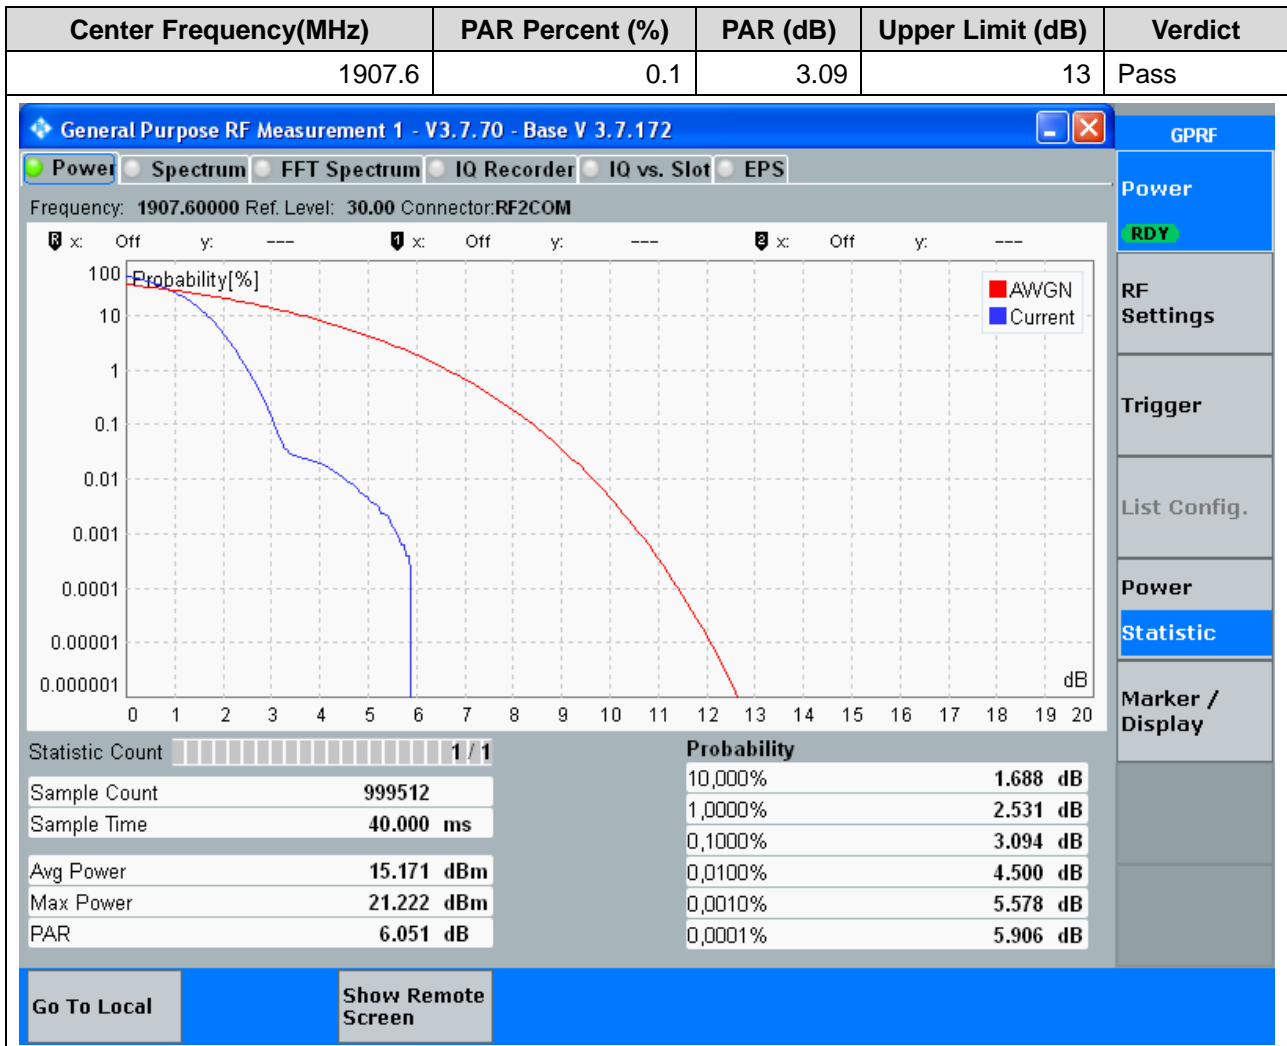 Center Frequency(MHz) PAR Percent (%) PAR (dB) Upper Limit (dB) Verdict
1907.6 0.1 3.09 13 Pass
General Purpose RF Measurement 1 - V3.7.70 - Base V 3.7.172
GPRF
Power Spectrum FFT Spectrum IQ Recorder IQ vs. Slot EPS
Frequency: 1907.60000 Ref. Level: 30.00 Connector:RF2COM
R x: Off y: --- 1 x: Off y: --- 2 x: Off y: ---
Probability[%]
AWGN
Current
100
10
1
0.1
0.01
0.001
0.0001
0.00001
0.000001
dB
0 1 2 3 4 5 6 7 8 9 10 11 12 13 14 15 16 17 18 19 20
Statistic Count 1 / 1
Sample Count 999512
Sample Time 40.000 ms
Avg Power 15.171 dBm
Max Power 21.222 dBm
PAR 6.051 dB
Probability
10,000% 1.688 dB
1,0000% 2.531 dB
0,1000% 3.094 dB
0,0100% 4.500 dB
0,0010% 5.578 dB
0,0001% 5.906 dB
Power
RDY
RF
Settings
Trigger
List Config.
Power
Statistic
Marker /
Display
Go To Local
Show Remote
Screen